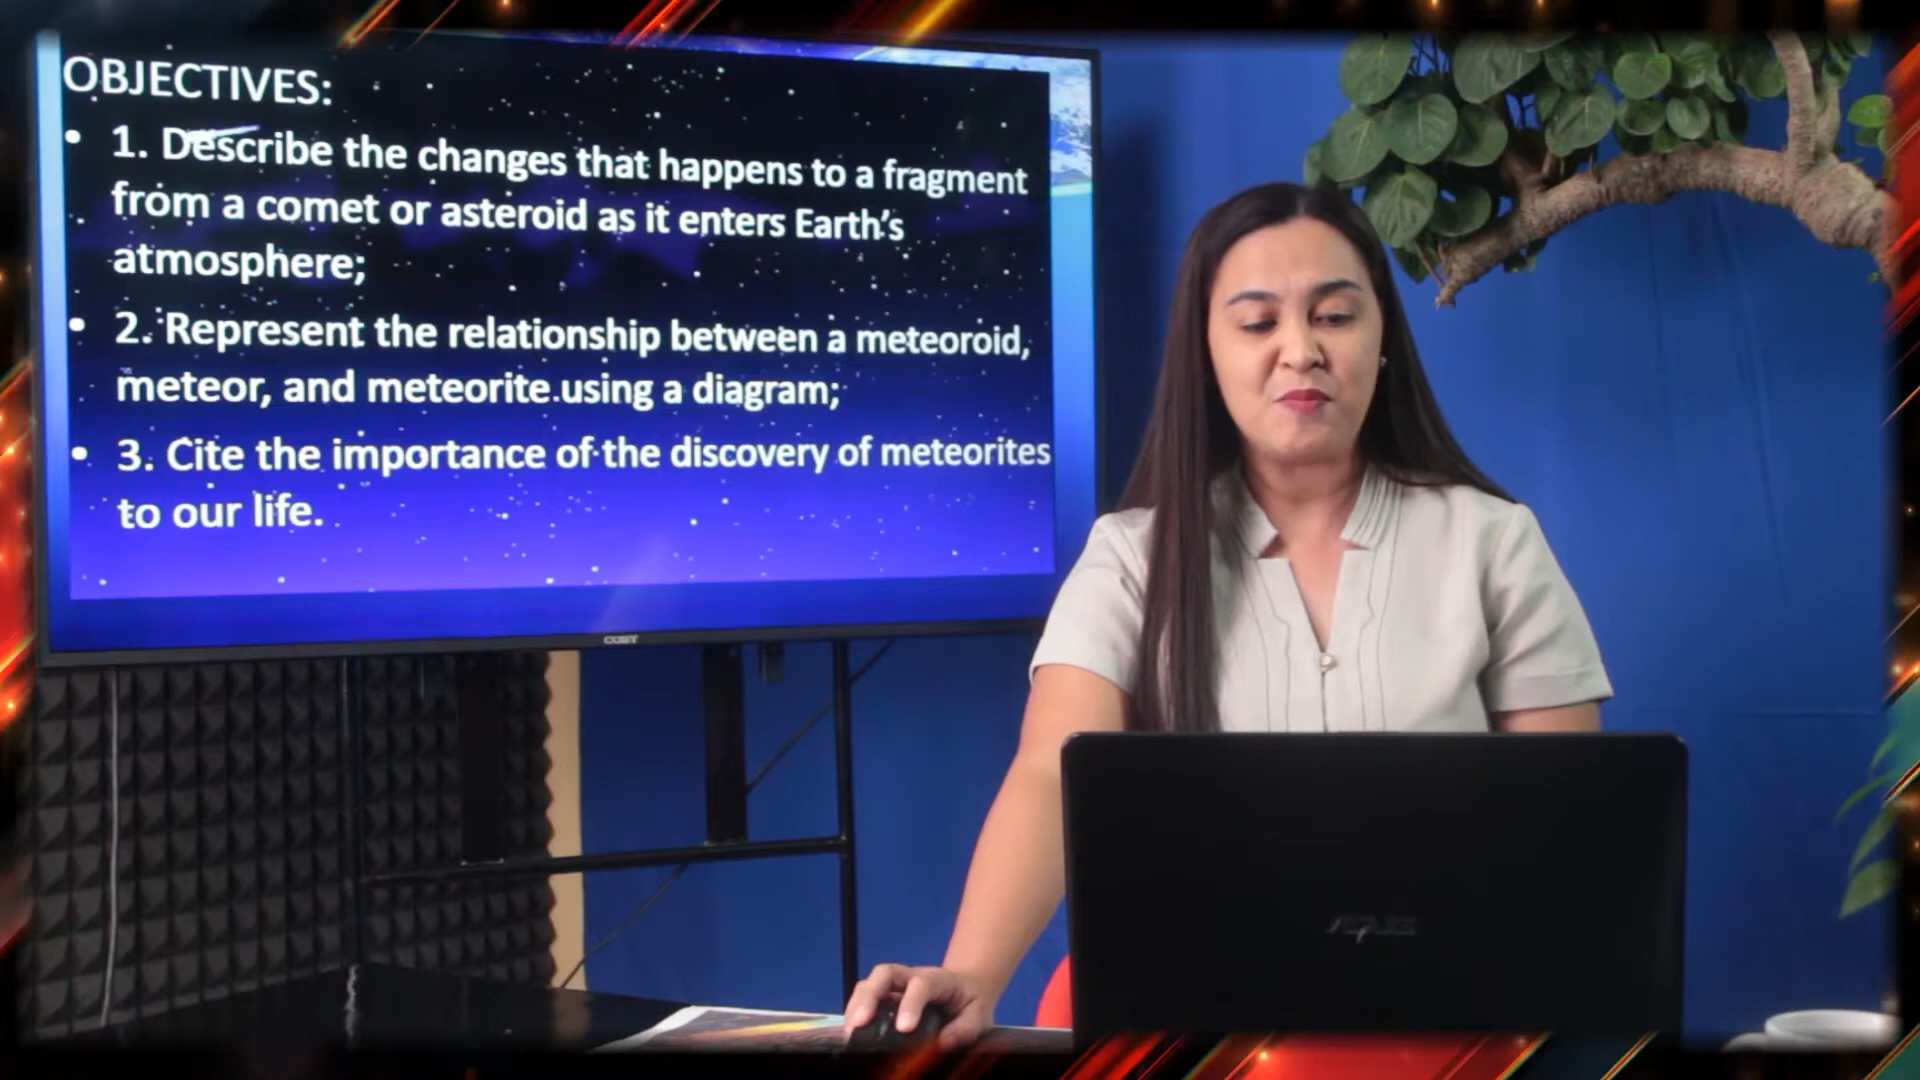 OBJECTIVES:
• 1. Describe the changes that happens to a fragment
from a comet or asteroid as it enters Earth's
atmosphere;
• 2. Represent the relationship between a meteoroid,
meteor, and meteorite using a diagram;
• 3. Cite the importance of the discovery of meteorites
to our life.
ASUS